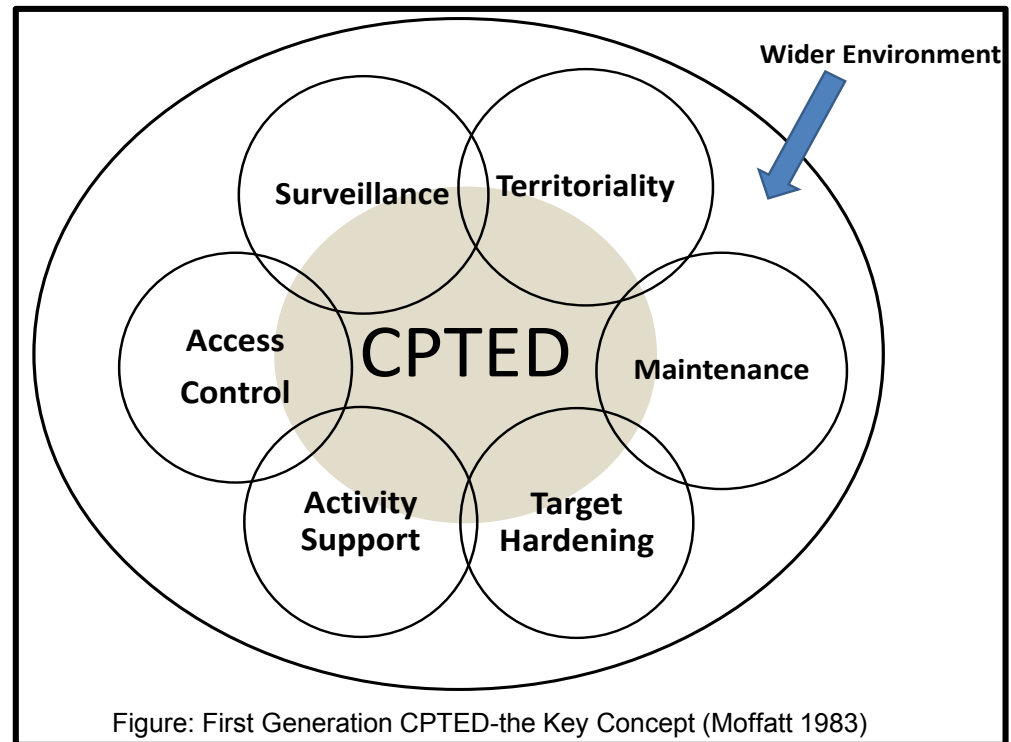 Wider Environment
Surveillance
Territoriality
Access
Control
CPTED
Maintenance
Activity
Support
Target
Hardening
Figure: First Generation CPTED-the Key Concept (Moffatt 1983)